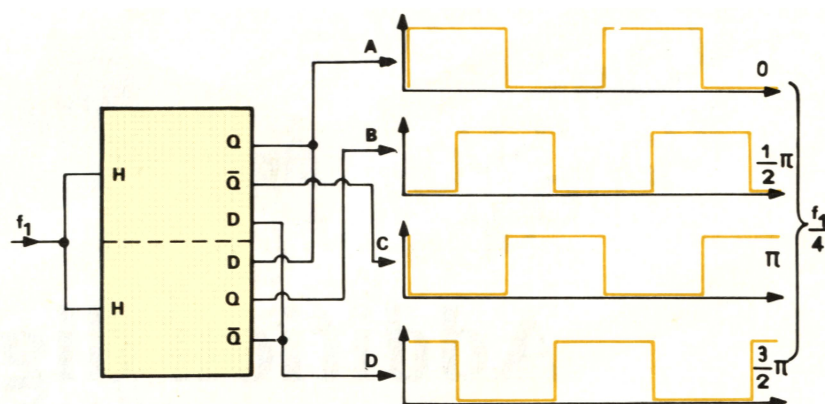 A
0
B
1/2 π
Q
H
Q̅
D
f1
C
D
π
f1/4
Q
H
Q̅
D
3/2 π